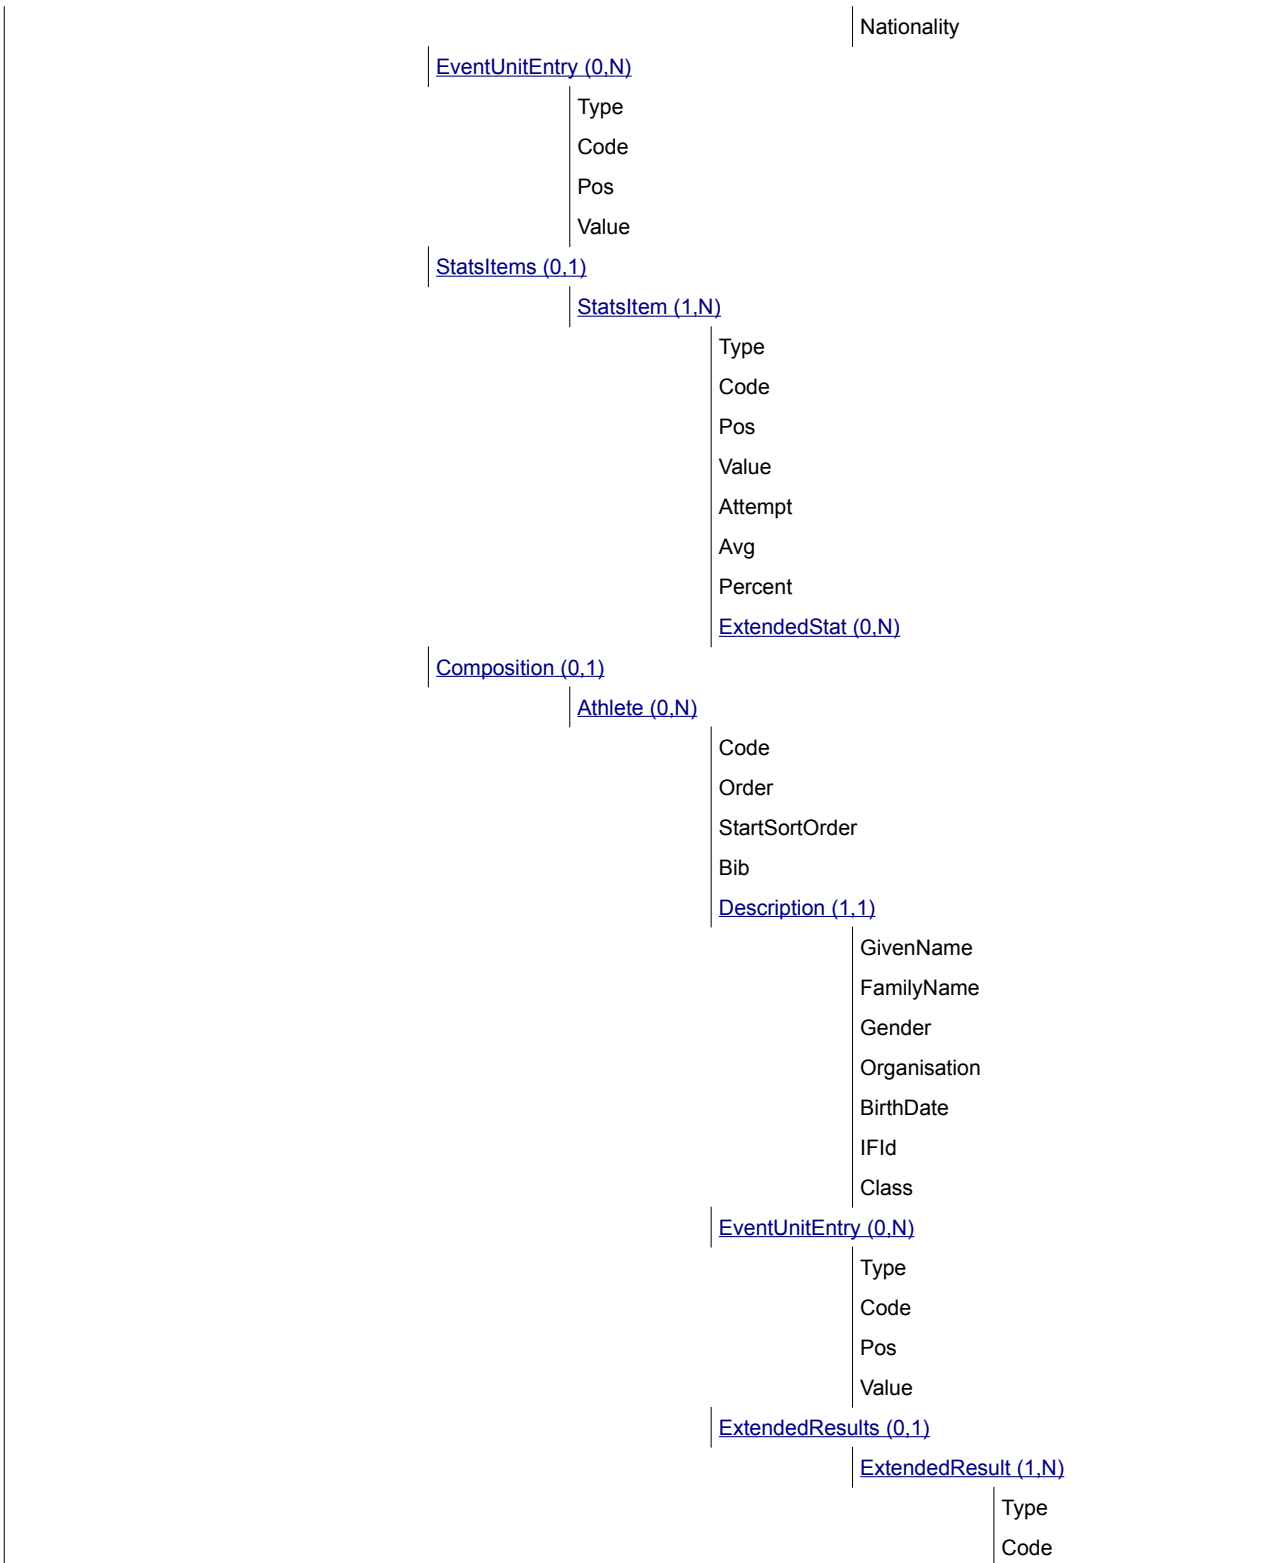 Nationality
EventUnitEntry (0,N)
Type
Code
Pos
Value
StatsItems (0,1)
StatsItem (1,N)
Type
Code
Pos
Value
Attempt
Avg
Percent
ExtendedStat (0,N)
Composition (0,1)
Athlete (0,N)
Code
Order
StartSortOrder
Bib
Description (1,1)
GivenName
FamilyName
Gender
Organisation
BirthDate
IFId
Class
EventUnitEntry (0,N)
Type
Code
Pos
Value
ExtendedResults (0,1)
ExtendedResult (1,N)
Type
Code